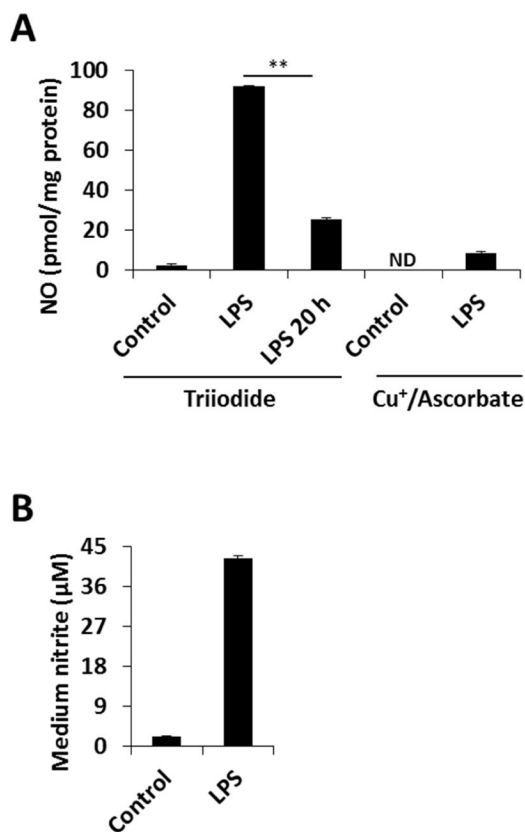 A
NO (pmol/mg protein)
100
80
60
40
20
0
**
ND
Control
LPS
LPS 20 h
Control
LPS
Triiodide
Cu⁺/Ascorbate
B
Medium nitrite (µM)
45
36
27
18
9
0
Control
LPS